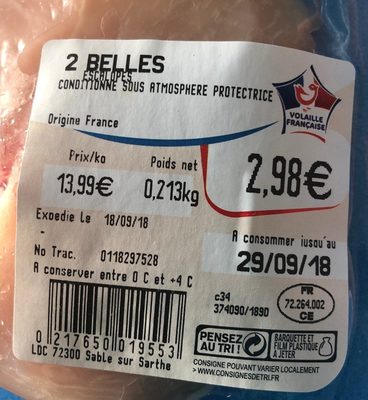 2 BELLES
ESCALOPES
CONDITIONNE SOUS ATMOSPHERE PROTECTRICE
VOLAILLE
FRANÇAISE
Origine France
Prix/kg
Poids net
13,99€
0,213kg
2,98€
Expedie Le 18/09/18
-
A consommer jusqu'au
29/09/18
No Trac. 0118297528
A conserver entre 0 C et +4 C
c34
374090/1890
FR
72.264.002
CE
0 217650 019553
LDC 72300 Sable sur Sarthe
PENSEZ
AU TRI !
BARQUETTE ET
FILM PLASTIQUE
À JETER
CONSIGNE POUVANT VARIER LOCALEMENT
> WWW.CONSIGNESDETRI.FR